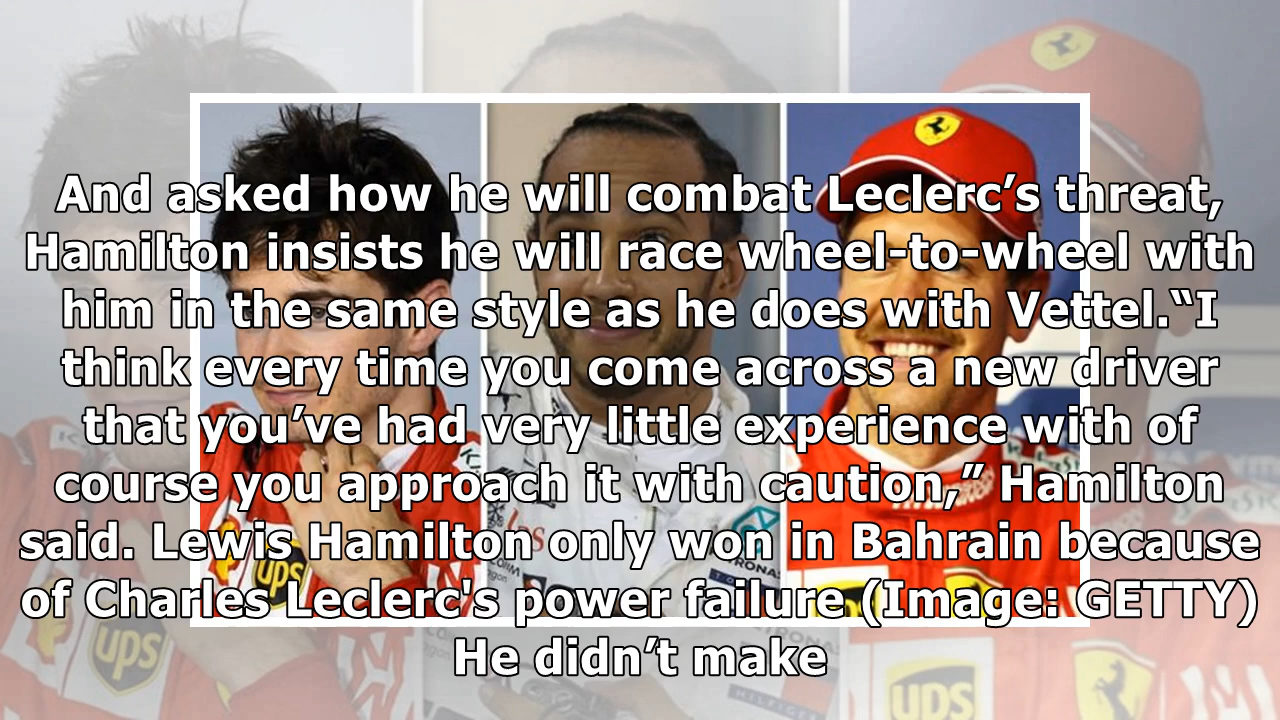 And asked how he will combat Leclerc’s threat,
Hamilton insists he will race wheel-to-wheel with
him in the same style as he does with Vettel.“I
think every time you come across a new driver
that you’ve had very little experience with of
course you approach it with caution,” Hamilton
said. Lewis Hamilton only won in Bahrain because
of Charles Leclerc's power failure (Image: GETTY)
He didn’t make
ups
ups
ups